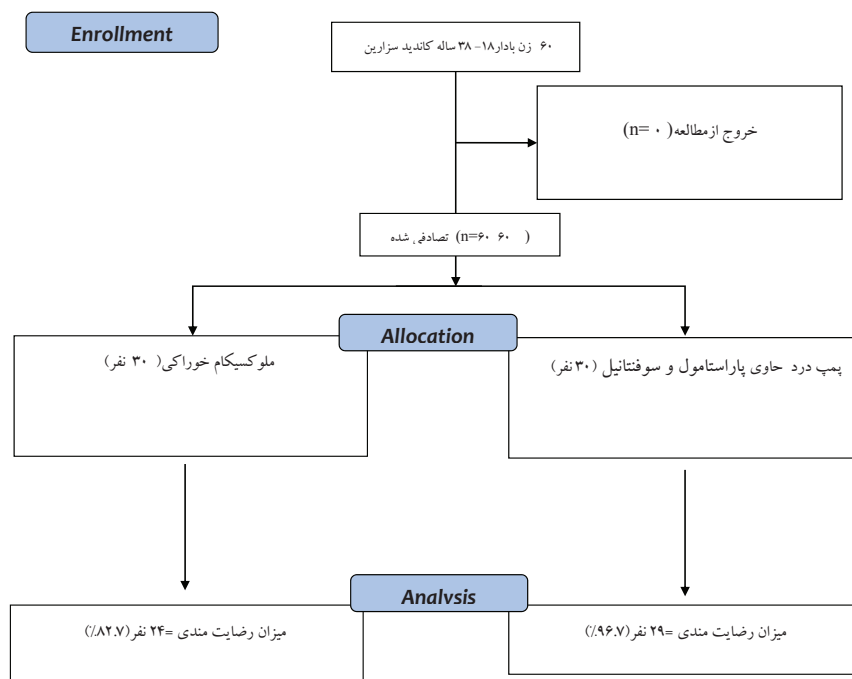 Enrollment
۶۰ زن باردار۱۸- ۳۸ ساله کاندید سزارین
خروج ازمطالعه( n= ۰)
تصادفی شده (n=۶۰ ۶۰ )
Allocation
پمپ درد حاوی پاراستامول و سوفنتانیل (۳۰نفر)
ملوکسیکام خوراکی( ۳۰ نفر)
Analysis
میزان رضایت مندی =۲۹ نفر(۹۶.۷٪)
میزان رضایت مندی =۲۴ نفر(۸۲.۷٪)